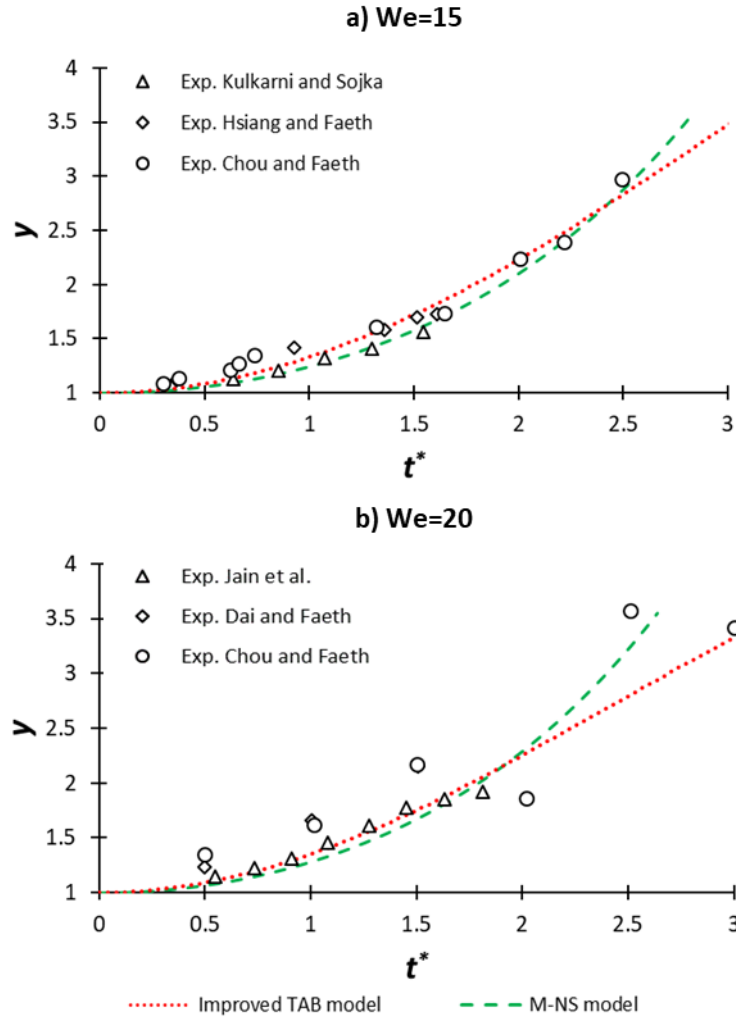 a) We=15
4
Exp. Kulkarni and Sojka
3.5
Exp. Hsiang and Faeth
3
Exp. Chou and Faeth
2.5
y
2
1.5
1
0 0.5 1 1.5 2 2.5 3
t*
b) We=20
4
Exp. Jain et al.
3.5
Exp. Dai and Faeth
3
Exp. Chou and Faeth
2.5
y
2
1.5
1
0 0.5 1 1.5 2 2.5 3
t*
Improved TAB model M-NS model